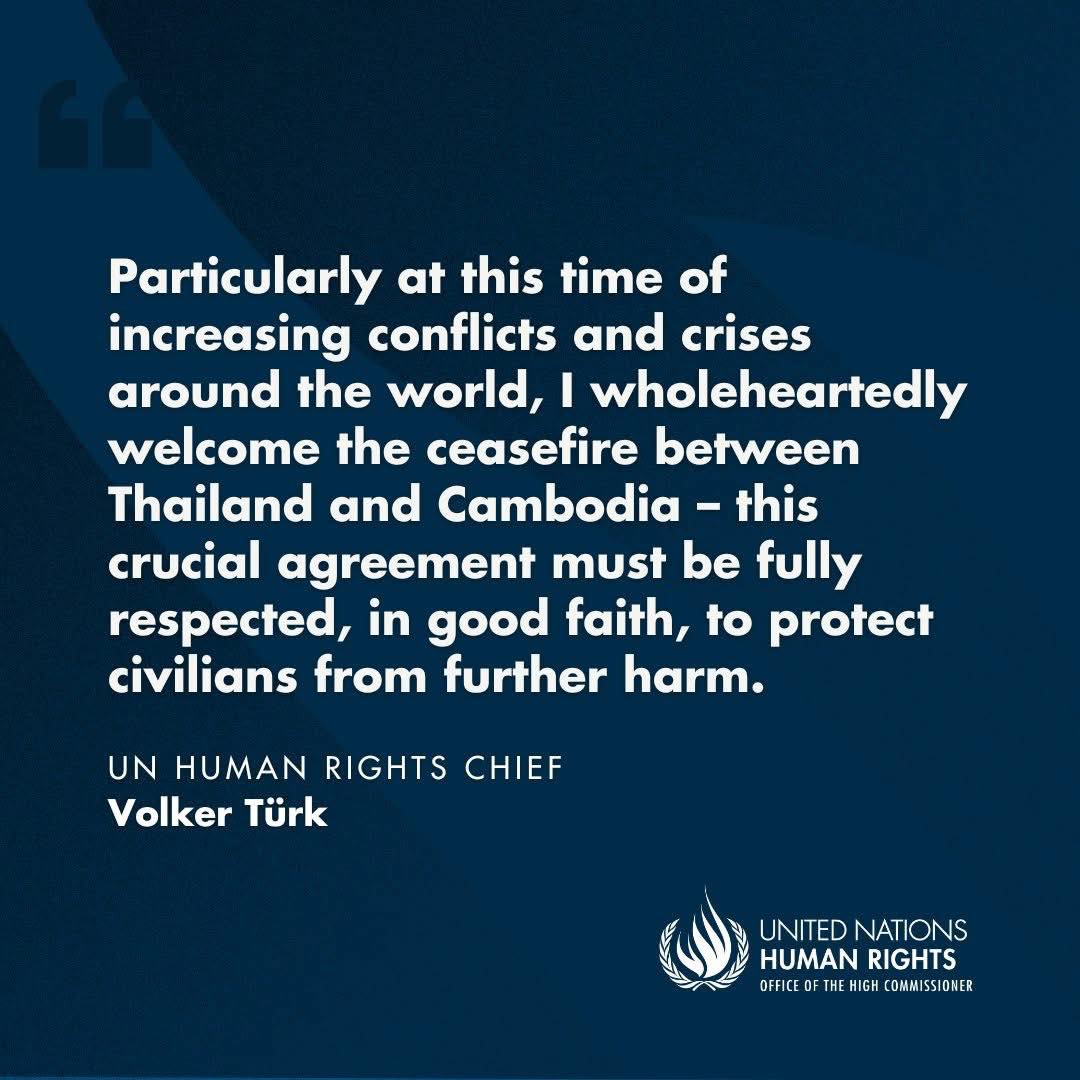 “
Particularly at this time of
increasing conflicts and crises
around the world, I wholeheartedly
welcome the ceasefire between
Thailand and Cambodia – this
crucial agreement must be fully
respected, in good faith, to protect
civilians from further harm.
UN HUMAN RIGHTS CHIEF
Volker Türk
UNITED NATIONS
HUMAN RIGHTS
OFFICE OF THE HIGH COMMISSIONER